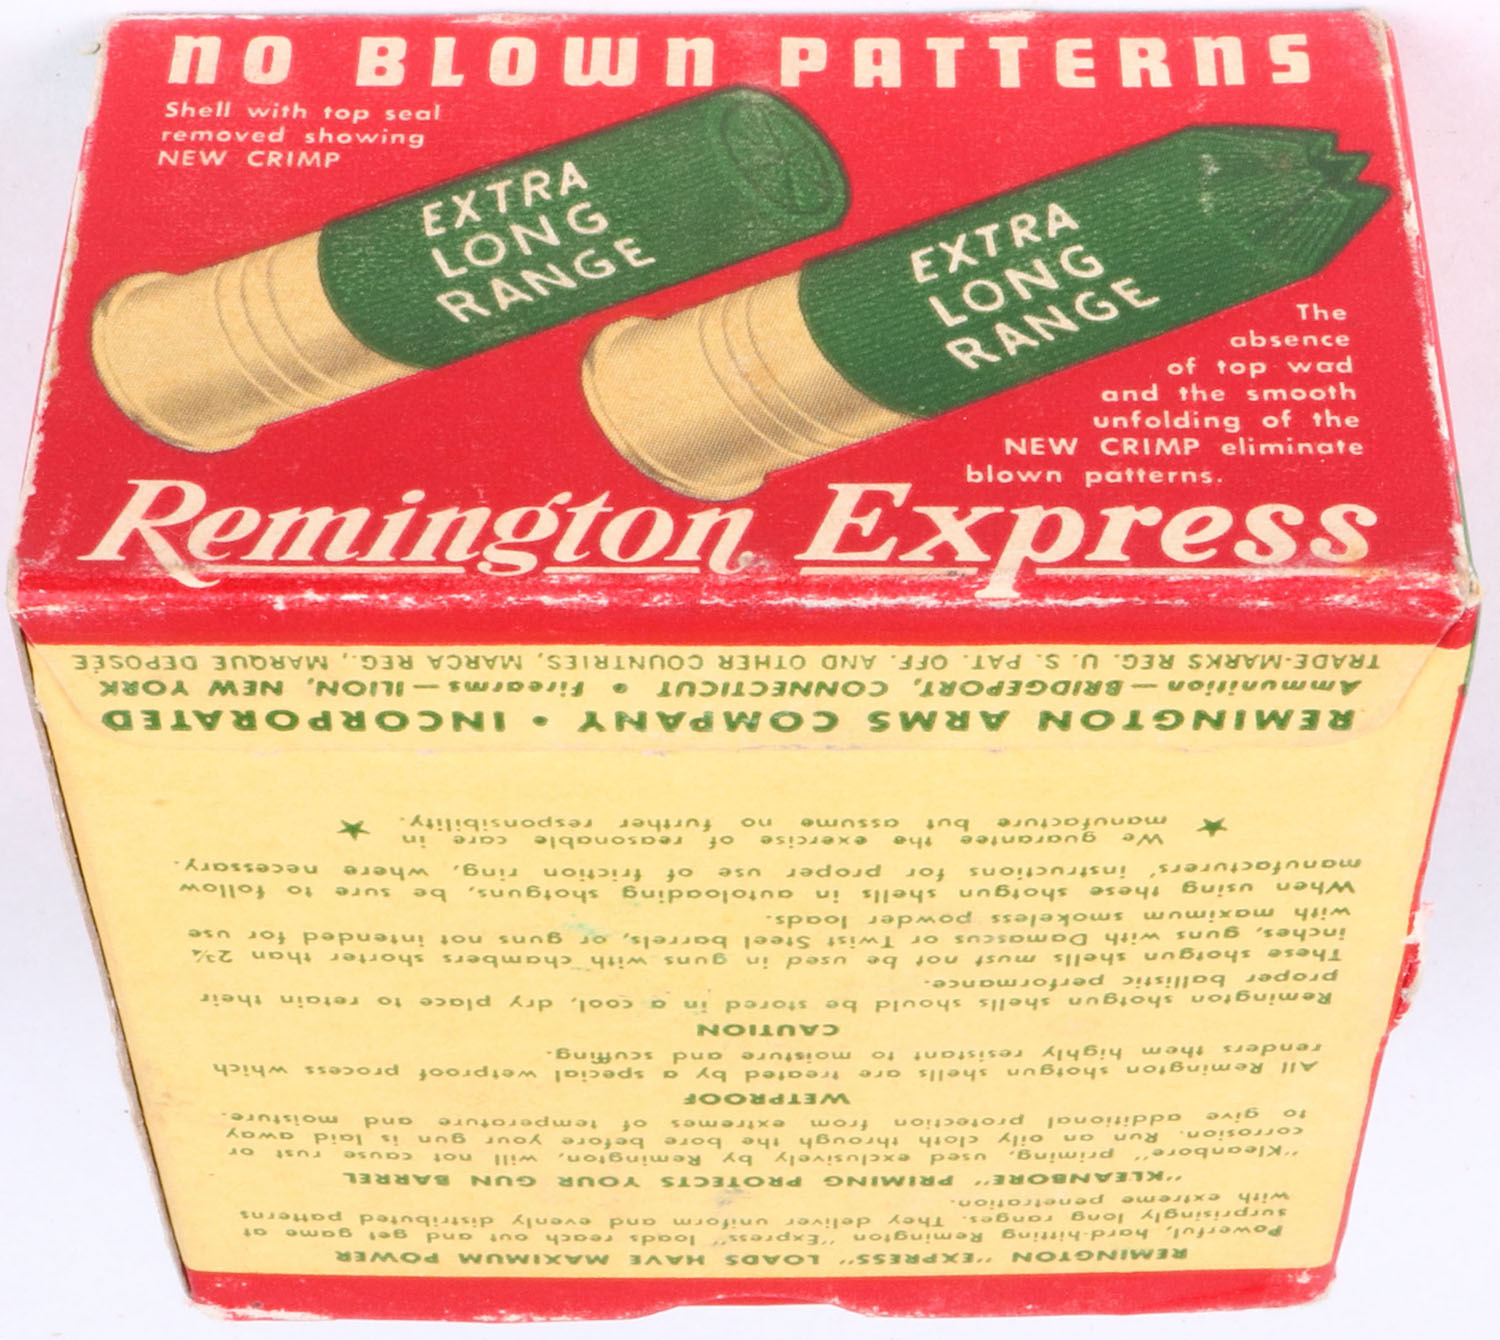 NO BLOWN PATTERNS
Shell with top seal
removed showing
NEW CRIMP
EXTRA
LONG
RANGE
EXTRA
LONG
RANGE
The
absence
of top wad
and the smooth
unfolding of the
NEW CRIMP eliminate
blown patterns.
Remington Express
REMINGTON "EXPRESS" LOADS HAVE MAXIMUM POWER
Powerful, hard-hitting Remington "Express" loads reach out and get game at
surprisingly long ranges. They deliver uniform and evenly distributed patterns
with extreme penetration.
"KLEANBORE" PRIMING PROTECTS YOUR GUN BARREL
"Kleanbore" priming, used exclusively by Remington, will not cause rust or
corrosion. Run an oily cloth through the bore before your gun is laid away
to give additional protection from extremes of temperature and moisture.
WETPROOF
All Remington shotgun shells are treated by a special wetproof process which
renders them highly resistant to moisture and scuffing.
CAUTION
Remington shotgun shells should be stored in a cool, dry place to retain their
proper ballistic performance.
These shotgun shells must not be used in guns with chambers shorter than 2¾
inches, guns with Damascus or Twist Steel barrels, or guns not intended for use
with maximum smokeless powder loads.
When using these shotgun shells in autoloading shotguns, be sure to follow
manufacturers' instructions for proper use of friction ring, where necessary.
★ We guarantee the exercise of reasonable care in ★
manufacture but assume no further responsibility.
REMINGTON ARMS COMPANY • INCORPORATED
Ammunition—BRIDGEPORT, CONNECTICUT • Firearms—ILION, NEW YORK
TRADE-MARKS REG U. S. PAT. OFF. AND OTHER COUNTRIES, MARCA REG., MARQUE DÉPOSÉE